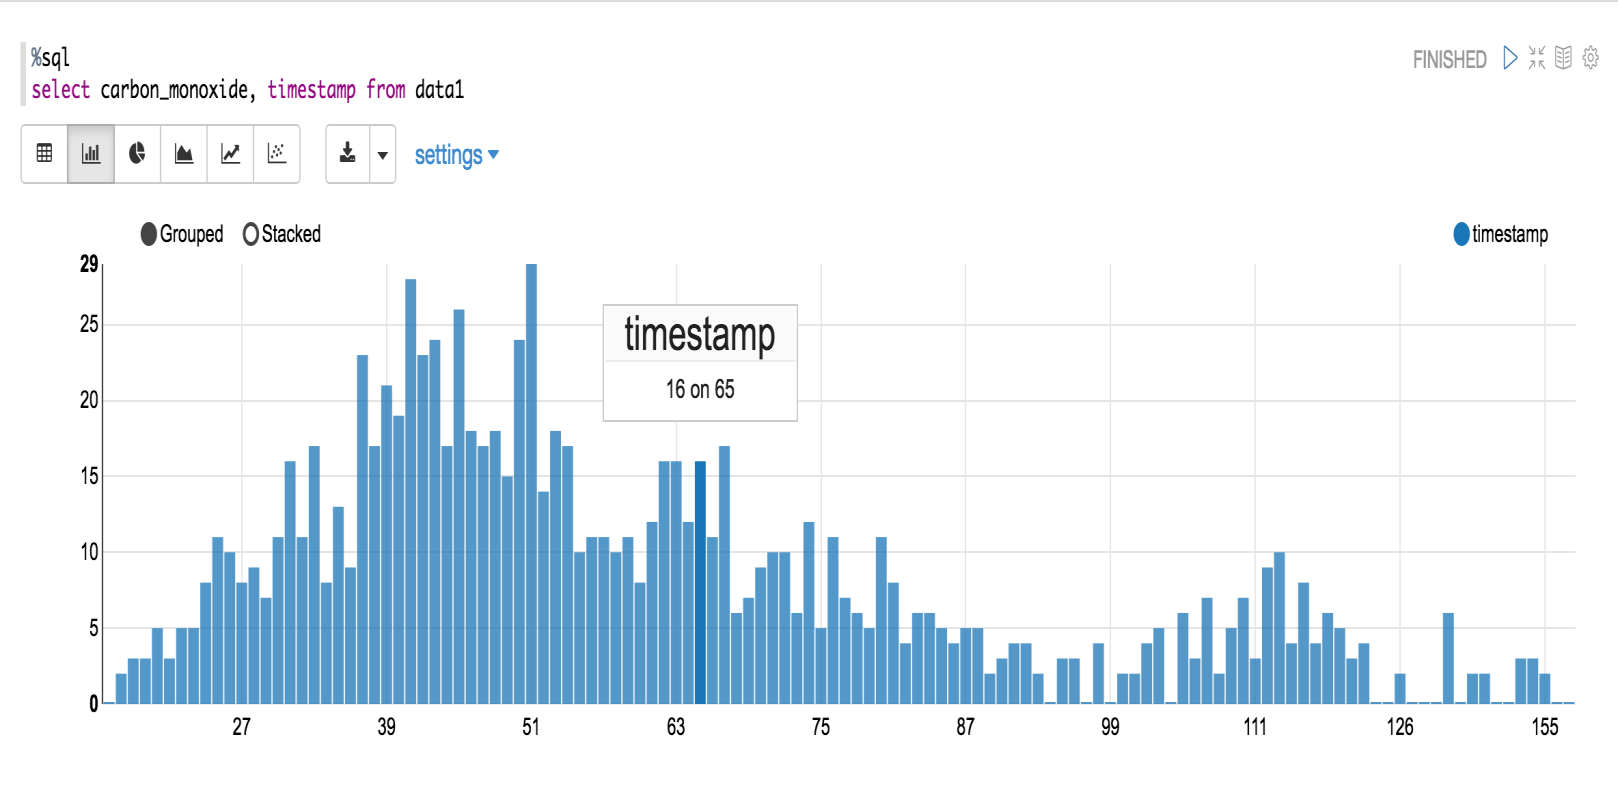 %sql
FINISHED
select carbon_monoxide, timestamp from data1
settings
Grouped Stacked
timestamp
29
25
20
15
10
5
0
timestamp
16 on 65
27 39 51 63 75 87 99 111 126 155